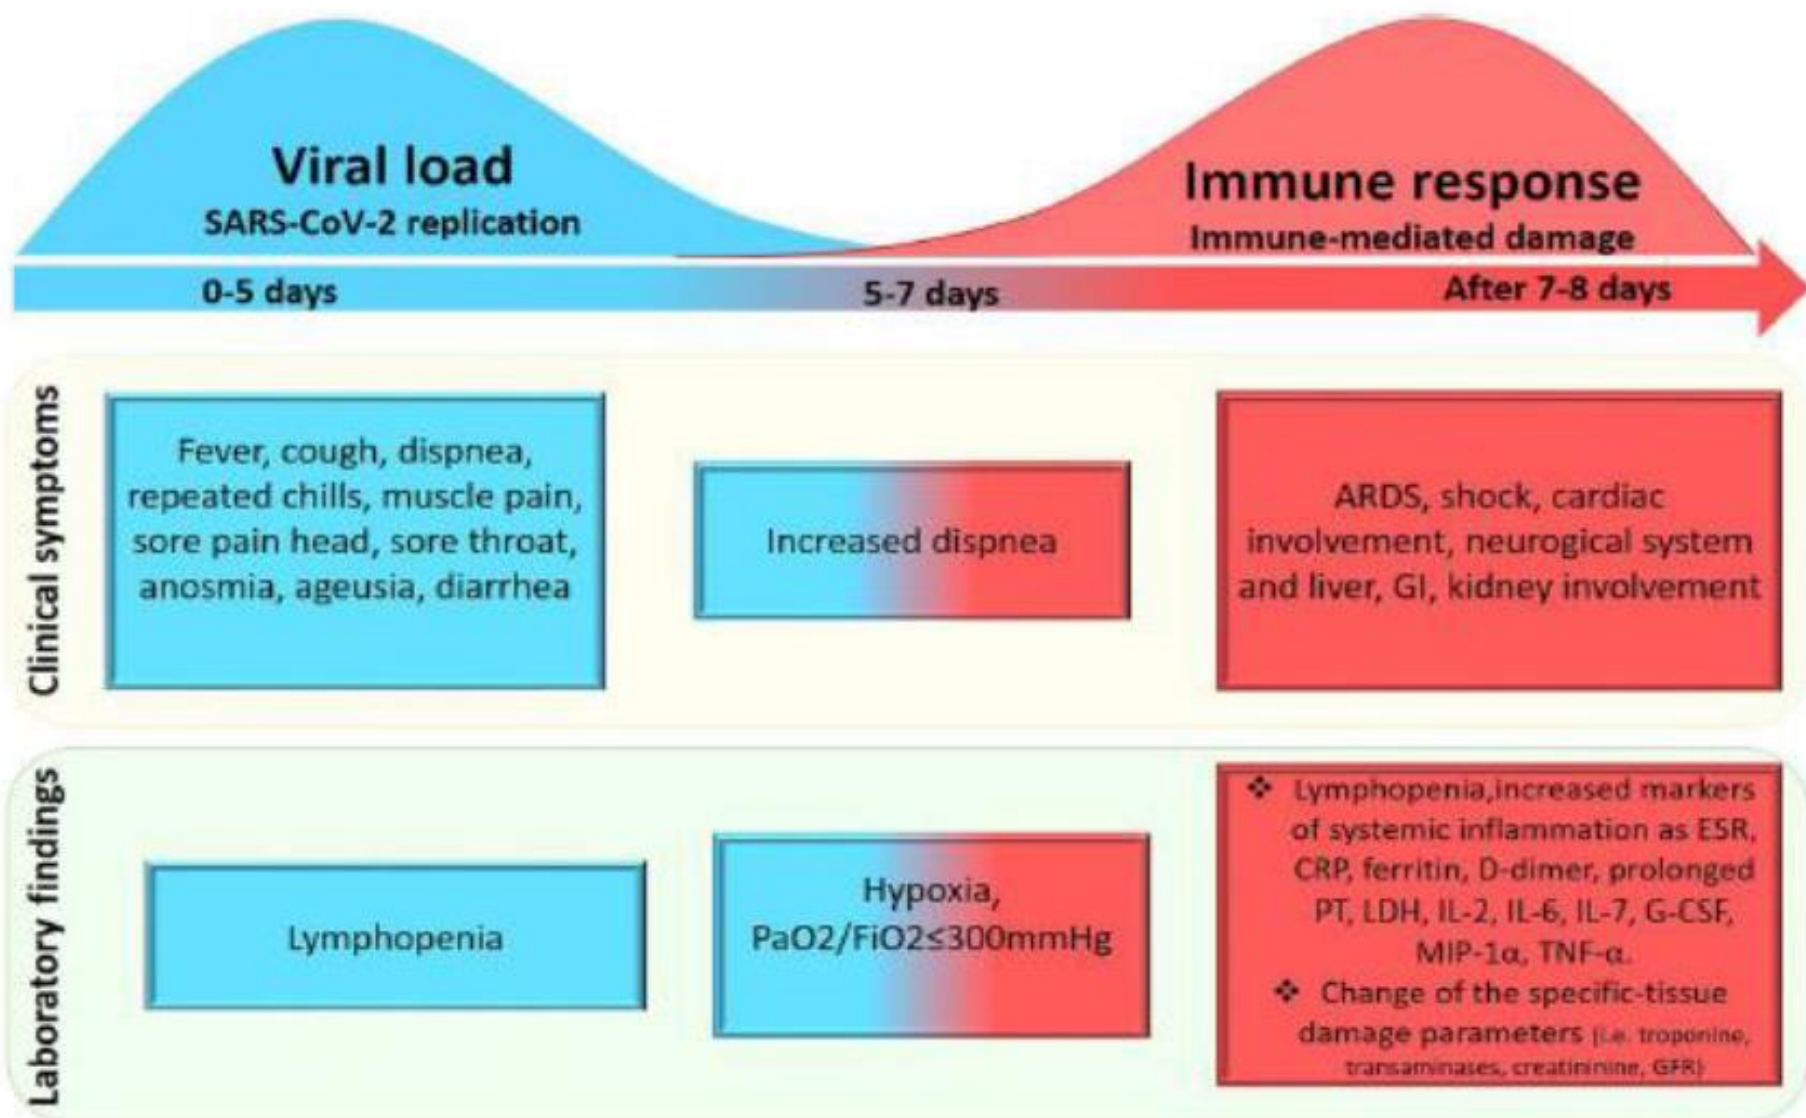 Viral load
SARS-CoV-2 replication
Immune response
Immune-mediated damage
0-5 days
5-7 days
After 7-8 days
Clinical symptoms
Fever, cough, dispnea,
repeated chills, muscle pain,
sore pain head, sore throat,
anosmia, ageusia, diarrhea
Increased dispnea
ARDS, shock, cardiac
involvement, neurogical system
and liver, GI, kidney involvement
Laboratory findings
Lymphopenia
Hypoxia,
PaO2/FiO2≤300mmHg
❖ Lymphopenia,increased markers
of systemic inflammation as ESR,
CRP, ferritin, D-dimer, prolonged
PT, LDH, IL-2, IL-6, IL-7, G-CSF,
MIP-1α, TNF-α.
❖ Change of the specific-tissue
damage parameters (i.e. troponine,
transaminases, creatininine, GFR)